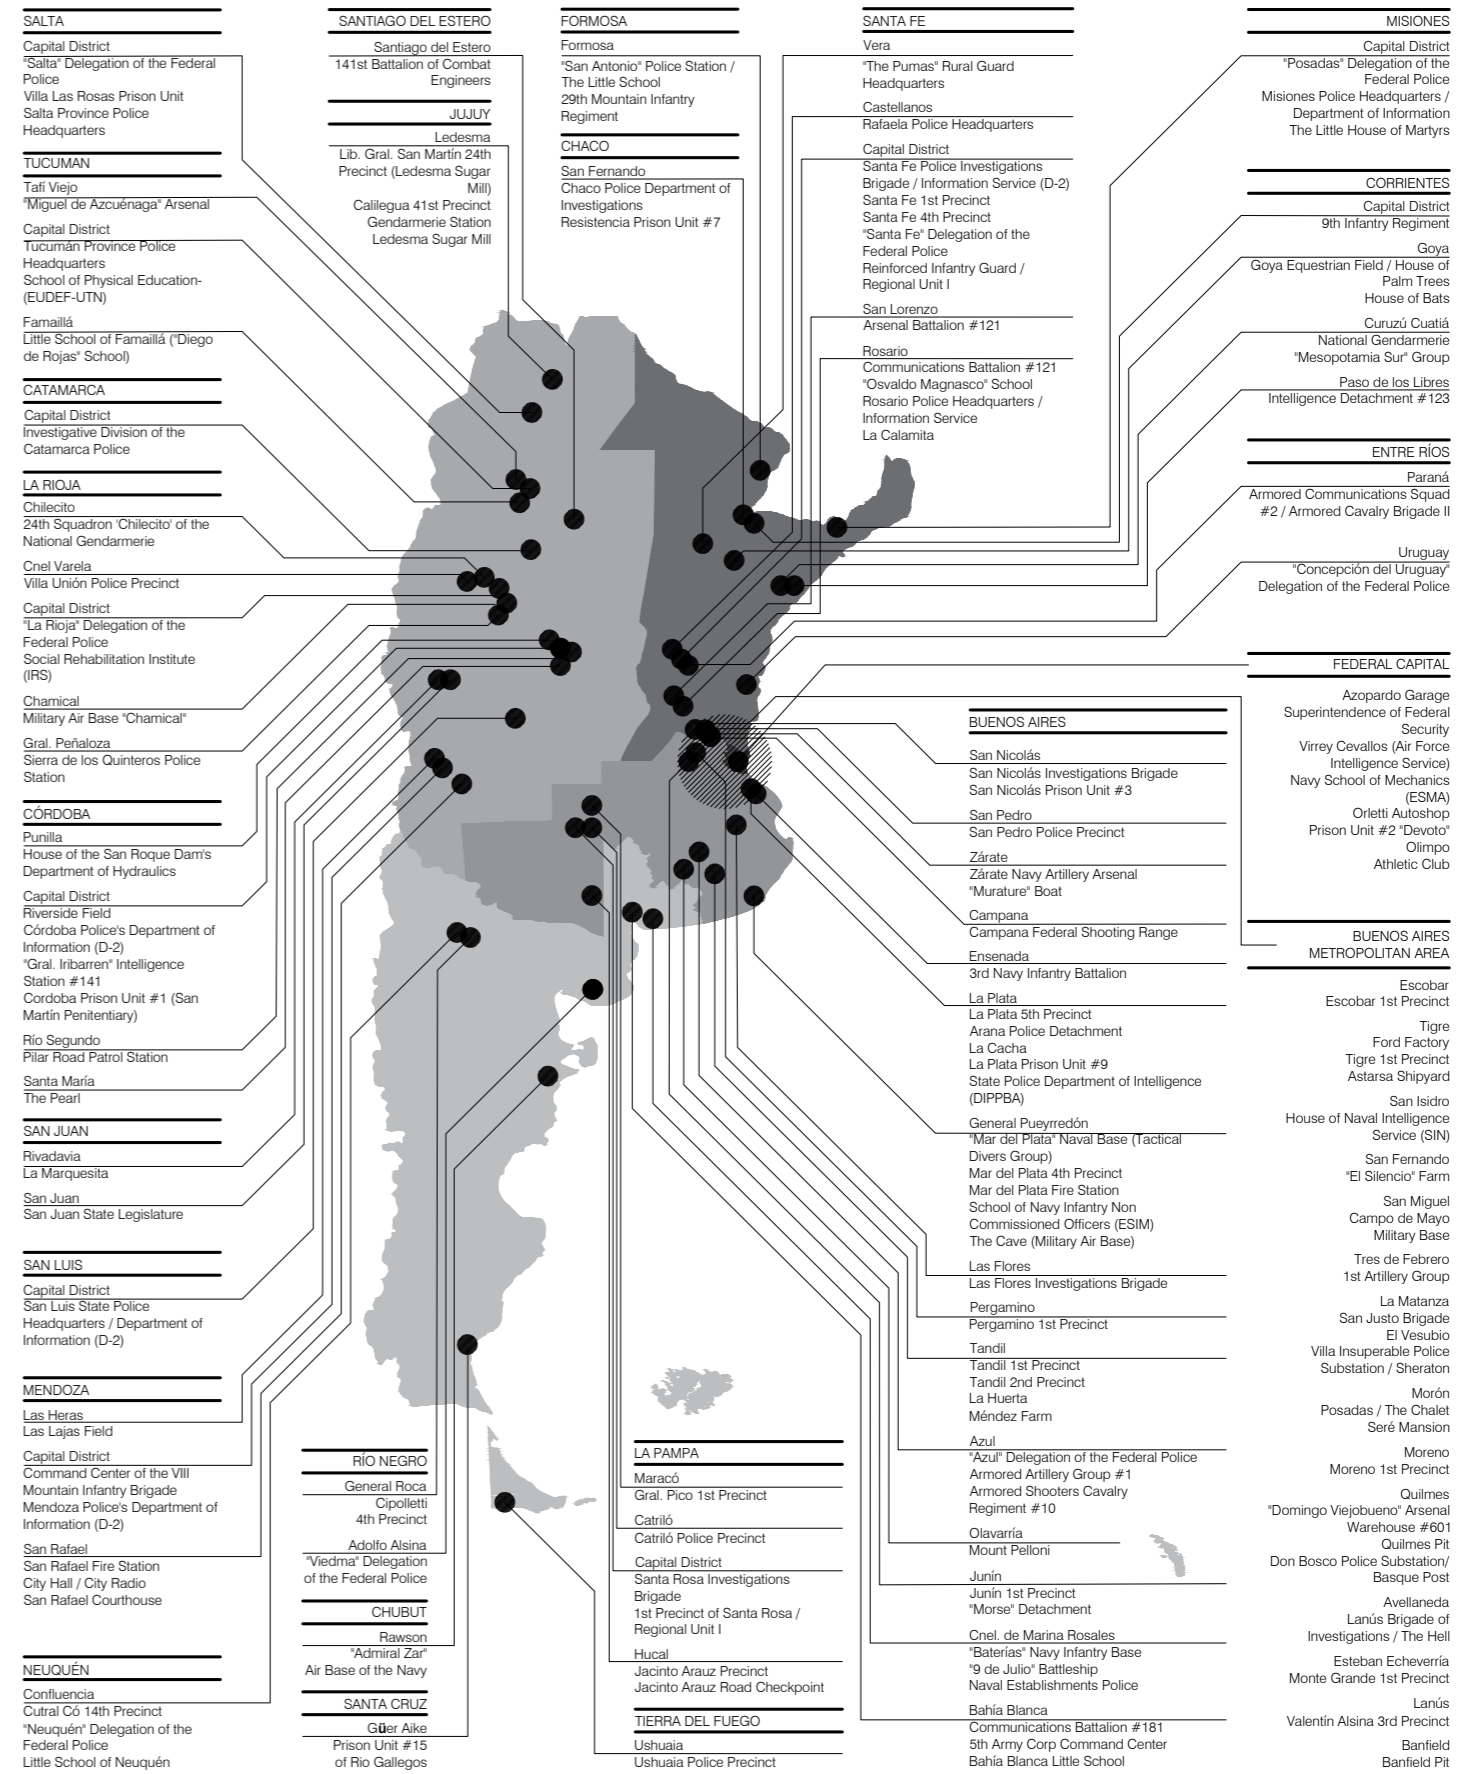 SALTA
Capital District
"Salta" Delegation of the Federal
Police
Villa Las Rosas Prison Unit
Salta Province Police
Headquarters
TUCUMAN
Tafí Viejo
"Miguel de Azcuénaga" Arsenal
Capital District
Tucumán Province Police
Headquarters
School of Physical Education-
(EUDEF-UTN)
Famaillá
Little School of Famaillá ("Diego
de Rojas" School)
CATAMARCA
Capital District
Investigative Division of the
Catamarca Police
LA RIOJA
Chilecito
24th Squadron 'Chilecito' of the
National Gendarmerie
Cnel Varela
Villa Unión Police Precinct
Capital District
"La Rioja" Delegation of the
Federal Police
Social Rehabilitation Institute
(IRS)
Chamical
Military Air Base "Chamical"
Gral. Peñaloza
Sierra de los Quinteros Police
Station
CÓRDOBA
Punilla
House of the San Roque Dam's
Department of Hydraulics
Capital District
Riverside Field
Córdoba Police's Department of
Information (D-2)
"Gral. Iribarren" Intelligence
Station #141
Cordoba Prison Unit #1 (San
Martín Penitentiary)
Río Segundo
Pilar Road Patrol Station
Santa María
The Pearl
SAN JUAN
Rivadavia
La Marquesita
San Juan
San Juan State Legislature
SAN LUIS
Capital District
San Luis State Police
Headquarters / Department of
Information (D-2)
MENDOZA
Las Heras
Las Lajas Field
Capital District
Command Center of the VIII
Mountain Infantry Brigade
Mendoza Police's Department of
Information (D-2)
San Rafael
San Rafael Fire Station
City Hall / City Radio
San Rafael Courthouse
NEUQUÉN
Confluencia
Cutral Có 14th Precinct
"Neuquén" Delegation of the
Federal Police
Little School of Neuquén
SANTIAGO DEL ESTERO
Santiago del Estero
141st Battalion of Combat
Engineers
JUJUY
Ledesma
Lib. Gral. San Martín 24th
Precinct (Ledesma Sugar
Mill)
Calilegua 41st Precinct
Gendarmerie Station
Ledesma Sugar Mill
RÍO NEGRO
General Roca
Cipolletti
4th Precinct
Adolfo Alsina
"Viedma" Delegation
of the Federal Police
CHUBUT
Rawson
"Admiral Zar"
Air Base of the Navy
SANTA CRUZ
Güer Aike
Prison Unit #15
of Rio Gallegos
FORMOSA
Formosa
"San Antonio" Police Station /
The Little School
29th Mountain Infantry
Regiment
CHACO
San Fernando
Chaco Police Department of
Investigations
Resistencia Prison Unit #7
LA PAMPA
Maracó
Gral. Pico 1st Precinct
Catriló
Catriló Police Precinct
Capital District
Santa Rosa Investigations
Brigade
1st Precinct of Santa Rosa /
Regional Unit I
Hucal
Jacinto Arauz Precinct
Jacinto Arauz Road Checkpoint
TIERRA DEL FUEGO
Ushuaia
Ushuaia Police Precinct
SANTA FE
Vera
"The Pumas" Rural Guard
Headquarters
Castellanos
Rafaela Police Headquarters
Capital District
Santa Fe Police Investigations
Brigade / Information Service (D-2)
Santa Fe 1st Precinct
Santa Fe 4th Precinct
"Santa Fe" Delegation of the
Federal Police
Reinforced Infantry Guard /
Regional Unit I
San Lorenzo
Arsenal Battalion #121
Rosario
Communications Battalion #121
"Osvaldo Magnasco" School
Rosario Police Headquarters /
Information Service
La Calamita
BUENOS AIRES
San Nicolás
San Nicolás Investigations Brigade
San Nicolás Prison Unit #3
San Pedro
San Pedro Police Precinct
Zárate
Zárate Navy Artillery Arsenal
"Murature" Boat
Campana
Campana Federal Shooting Range
Ensenada
3rd Navy Infantry Battalion
La Plata
La Plata 5th Precinct
Arana Police Detachment
La Cacha
La Plata Prison Unit #9
State Police Department of Intelligence
(DIPPBA)
General Pueyrredón
"Mar del Plata" Naval Base (Tactical
Divers Group)
Mar del Plata 4th Precinct
Mar del Plata Fire Station
School of Navy Infantry Non
Commissioned Officers (ESIM)
The Cave (Military Air Base)
Las Flores
Las Flores Investigations Brigade
Pergamino
Pergamino 1st Precinct
Tandil
Tandil 1st Precinct
Tandil 2nd Precinct
La Huerta
Méndez Farm
Azul
"Azul" Delegation of the Federal Police
Armored Artillery Group #1
Armored Shooters Cavalry
Regiment #10
Olavarría
Mount Pelloni
Junín
Junín 1st Precinct
"Morse" Detachment
Cnel. de Marina Rosales
"Baterías" Navy Infantry Base
"9 de Julio" Battleship
Naval Establishments Police
Bahía Blanca
Communications Battalion #181
5th Army Corp Command Center
Bahía Blanca Little School
MISIONES
Capital District
"Posadas" Delegation of the
Federal Police
Misiones Police Headquarters /
Department of Information
The Little House of Martyrs
CORRIENTES
Capital District
9th Infantry Regiment
Goya
Goya Equestrian Field / House of
Palm Trees
House of Bats
Curuzú Cuatiá
National Gendarmerie
"Mesopotamia Sur" Group
Paso de los Libres
Intelligence Detachment #123
ENTRE RÍOS
Paraná
Armored Communications Squad
#2 / Armored Cavalry Brigade II
Uruguay
"Concepción del Uruguay"
Delegation of the Federal Police
FEDERAL CAPITAL
Azopardo Garage
Superintendence of Federal
Security
Virrey Cevallos (Air Force
Intelligence Service)
Navy School of Mechanics
(ESMA)
Orletti Autoshop
Prison Unit #2 "Devoto"
Olimpo
Athletic Club
BUENOS AIRES
METROPOLITAN AREA
Escobar
Escobar 1st Precinct
Tigre
Ford Factory
Tigre 1st Precinct
Astarsa Shipyard
San Isidro
House of Naval Intelligence
Service (SIN)
San Fernando
"El Silencio" Farm
San Miguel
Campo de Mayo
Military Base
Tres de Febrero
1st Artillery Group
La Matanza
San Justo Brigade
El Vesubio
Villa Insuperable Police
Substation / Sheraton
Morón
Posadas / The Chalet
Seré Mansion
Moreno
Moreno 1st Precinct
Quilmes
"Domingo Viejobueno" Arsenal
Warehouse #601
Quilmes Pit
Don Bosco Police Substation/
Basque Post
Avellaneda
Lanús Brigade of
Investigations / The Hell
Esteban Echeverría
Monte Grande 1st Precinct
Lanús
Valentín Alsina 3rd Precinct
Banfield
Banfield Pit